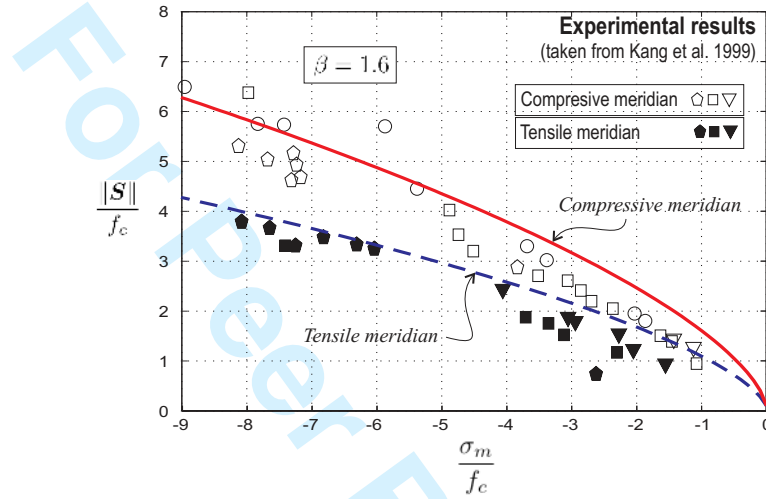 Experimental results
(taken from Kang et al. 1999)
β = 1.6
Compresive meridian
Tensile meridian
8
7
6
5
4
3
2
1
0
‖S‖
f_c
Compressive meridian
Tensile meridian
-9 -8 -7 -6 -5 -4 -3 -2 -1 0
σ_m
f_c
For Peer